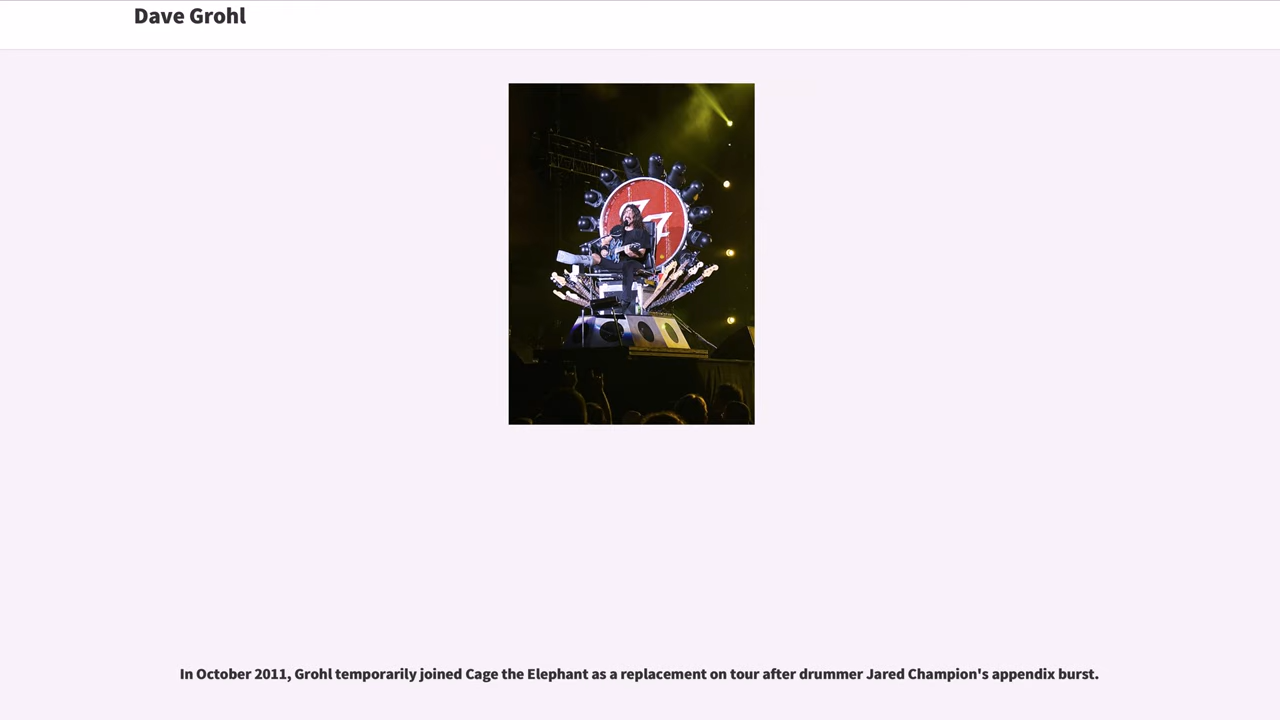 Dave Grohl
In October 2011, Grohl temporarily joined Cage the Elephant as a replacement on tour after drummer Jared Champion's appendix burst.